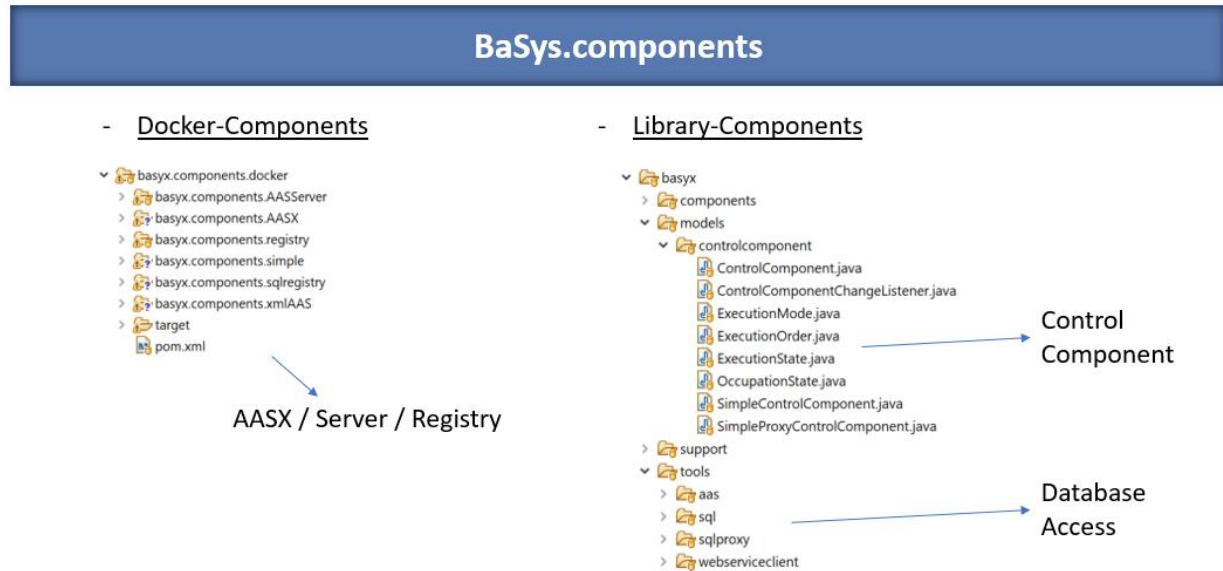 BaSys.components
- Docker-Components
basyx.components.docker
basyx.components.AASServer
basyx.components.AASX
basyx.components.registry
basyx.components.simple
basyx.components.sqlregistry
basyx.components.xmlAAS
target
pom.xml
AASX / Server / Registry
- Library-Components
basyx
components
models
controlcomponent
ControlComponent.java
ControlComponentChangeListener.java
ExecutionMode.java
ExecutionOrder.java
ExecutionState.java
OccupationState.java
SimpleControlComponent.java
SimpleProxyControlComponent.java
support
tools
aas
sql
sqlproxy
webserviceclient
Control
Component
Database
Access